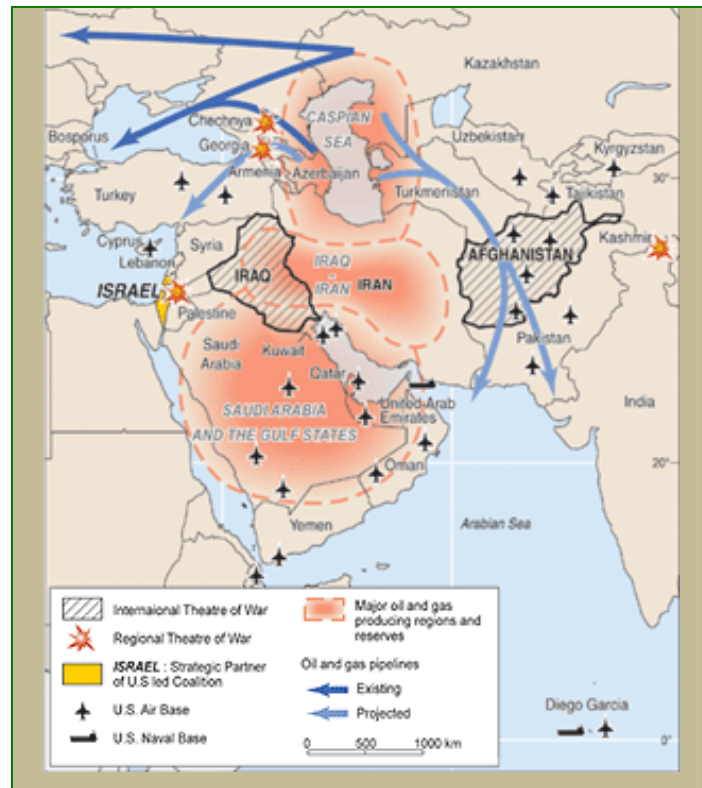 Kazakhstan
CASPIAN
SEA
Chechnya
Bosporus
Georgia
Uzbekistan
Kyrgyzstan
Armenia
Azerbaijan
30°
Turkey
Turkmenistan
Tajikistan
Cyprus
Syria
Kashmir
Lebanon
AFGHANISTAN
IRAQ
IRAQ
- IRAN
IRAN
ISRAEL
Palestine
Saudi
Arabia
Kuwait
Pakistan
Qatar
United Arab
Emirates
India
SAUDI ARABIA
AND THE GULF STATES
Oman
20°
Yemen
Arabian Sea
Internaional Theatre of War
Regional Theatre of War
ISRAEL : Strategic Partner
of U.S led Coalition
U.S. Air Base
U.S. Naval Base
Major oil and gas
producing regions and
reserves
Oil and gas pipelines
Existing
Projected
0 500 1000 km
Diego Garcia
0°